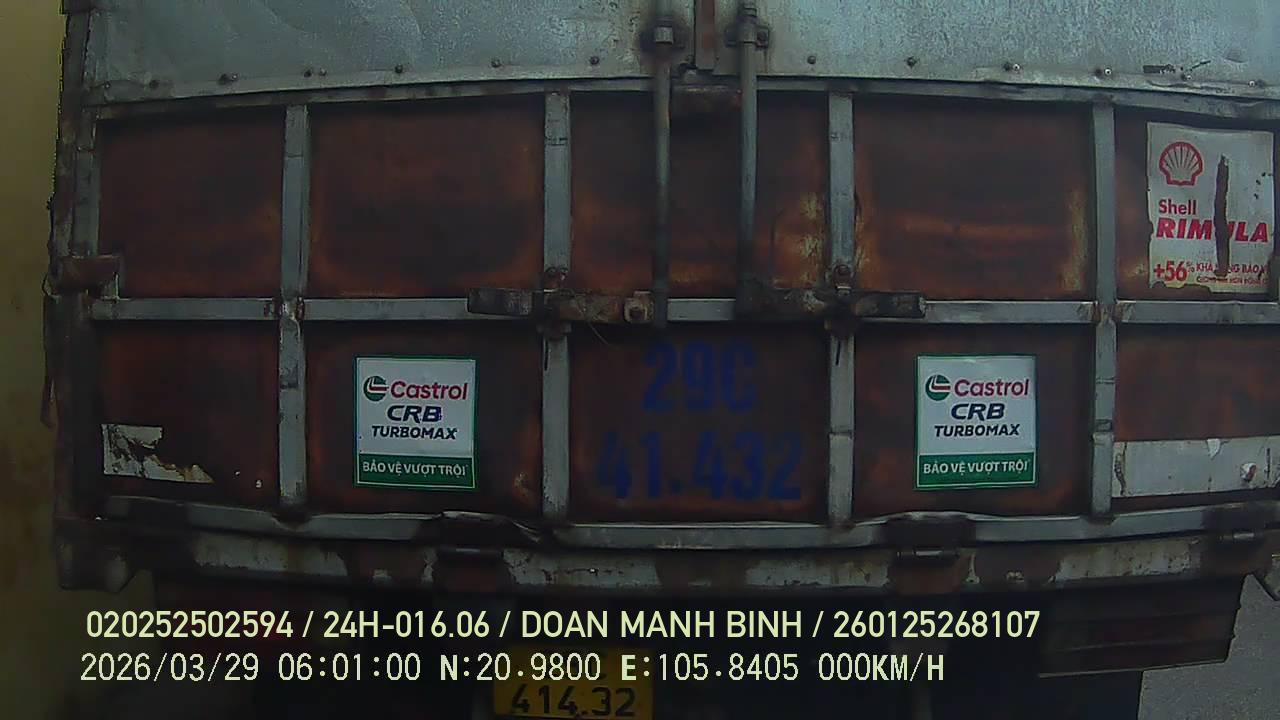 Shell
RIMULA
+56%
29C
41.432
Castrol
CRB
TURBOMAX
BẢO VỆ VƯỢT TRỘI
Castrol
CRB
TURBOMAX
BẢO VỆ VƯỢT TRỘI
020252502594 / 24H-016.06 / DOAN MANH BINH / 260125268107
2026/03/29 06:01:00 N:20.9800 E:105.8405 000KM/H
414.32